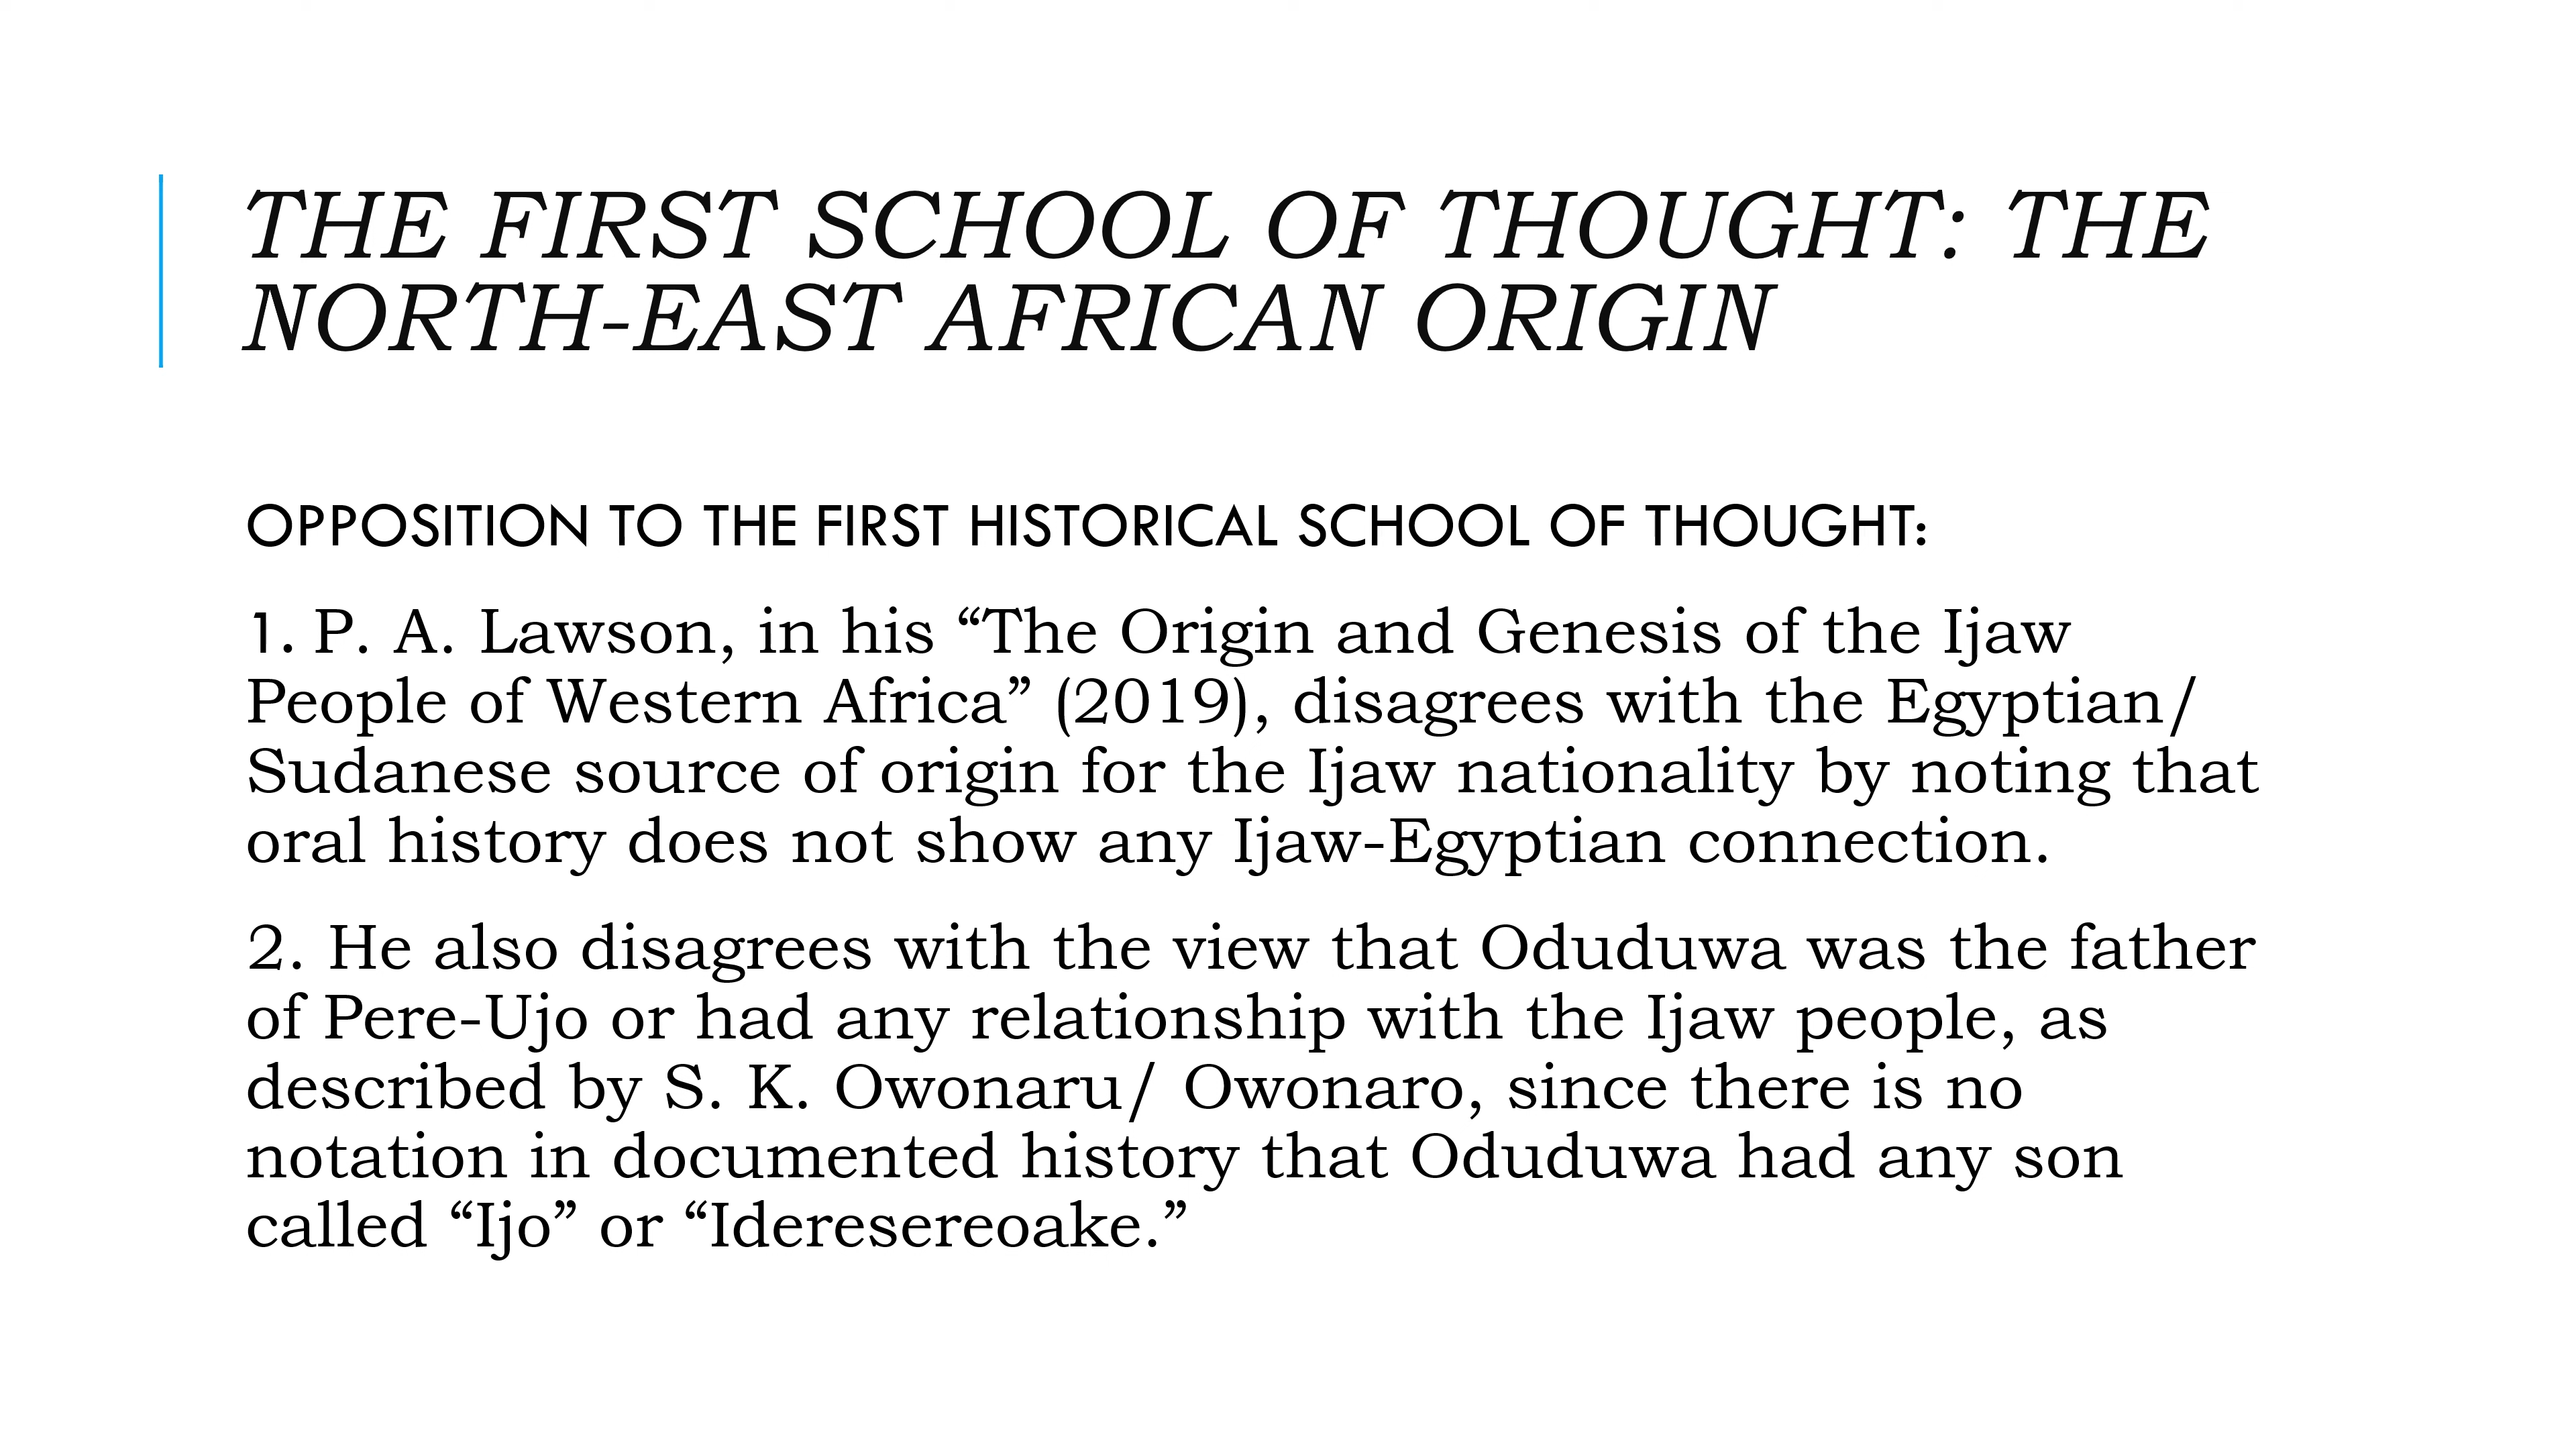 THE FIRST SCHOOL OF THOUGHT: THE
NORTH-EAST AFRICAN ORIGIN
OPPOSITION TO THE FIRST HISTORICAL SCHOOL OF THOUGHT:
1. P. A. Lawson, in his “The Origin and Genesis of the Ijaw
People of Western Africa” (2019), disagrees with the Egyptian/
Sudanese source of origin for the Ijaw nationality by noting that
oral history does not show any Ijaw-Egyptian connection.
2. He also disagrees with the view that Oduduwa was the father
of Pere-Ujo or had any relationship with the Ijaw people, as
described by S. K. Owonaru/ Owonaro, since there is no
notation in documented history that Oduduwa had any son
called “Ijo” or “Ideresereoake.”